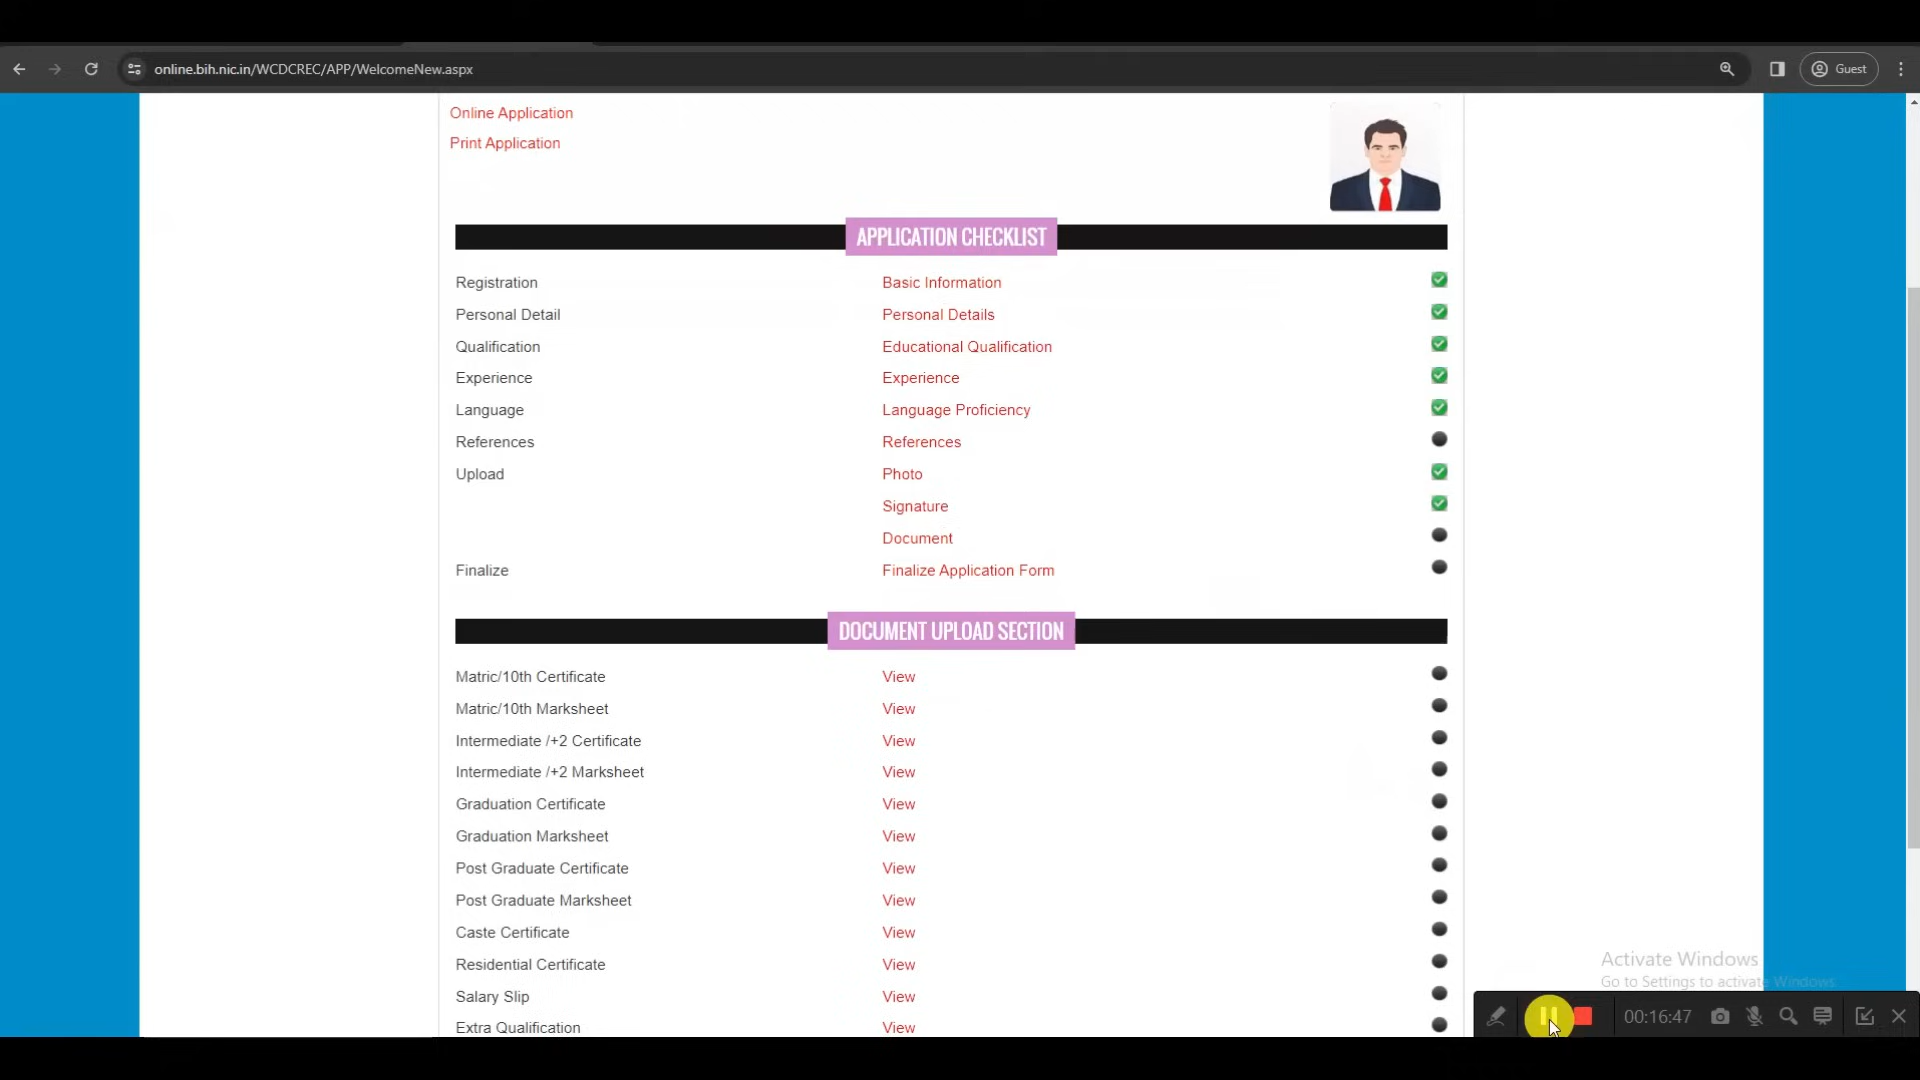 online.bih.nic.in/WCDCREC/APP/WelcomeNew.aspx
Guest
Online Application
Print Application
APPLICATION CHECKLIST
Registration Basic Information
Personal Detail Personal Details
Qualification Educational Qualification
Experience Experience
Language Language Proficiency
References References
Upload Photo
Signature
Document
Finalize Finalize Application Form
DOCUMENT UPLOAD SECTION
Matric/10th Certificate View
Matric/10th Marksheet View
Intermediate /+2 Certificate View
Intermediate /+2 Marksheet View
Graduation Certificate View
Graduation Marksheet View
Post Graduate Certificate View
Post Graduate Marksheet View
Caste Certificate View
Residential Certificate View
Salary Slip View
Extra Qualification View
Activate Windows
Go to Settings to activate Windows.
00:16:47